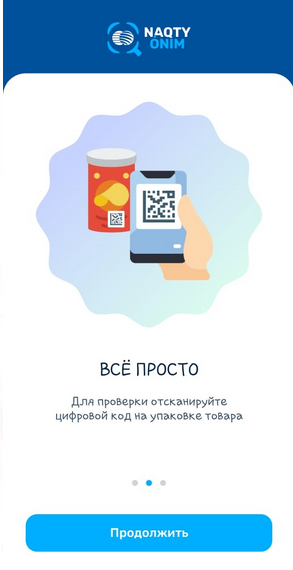 NAQTY
ONIM
ВСЁ ПРОСТО
Для проверки отсканируйте
цифровой код на упаковке товара
Продолжить